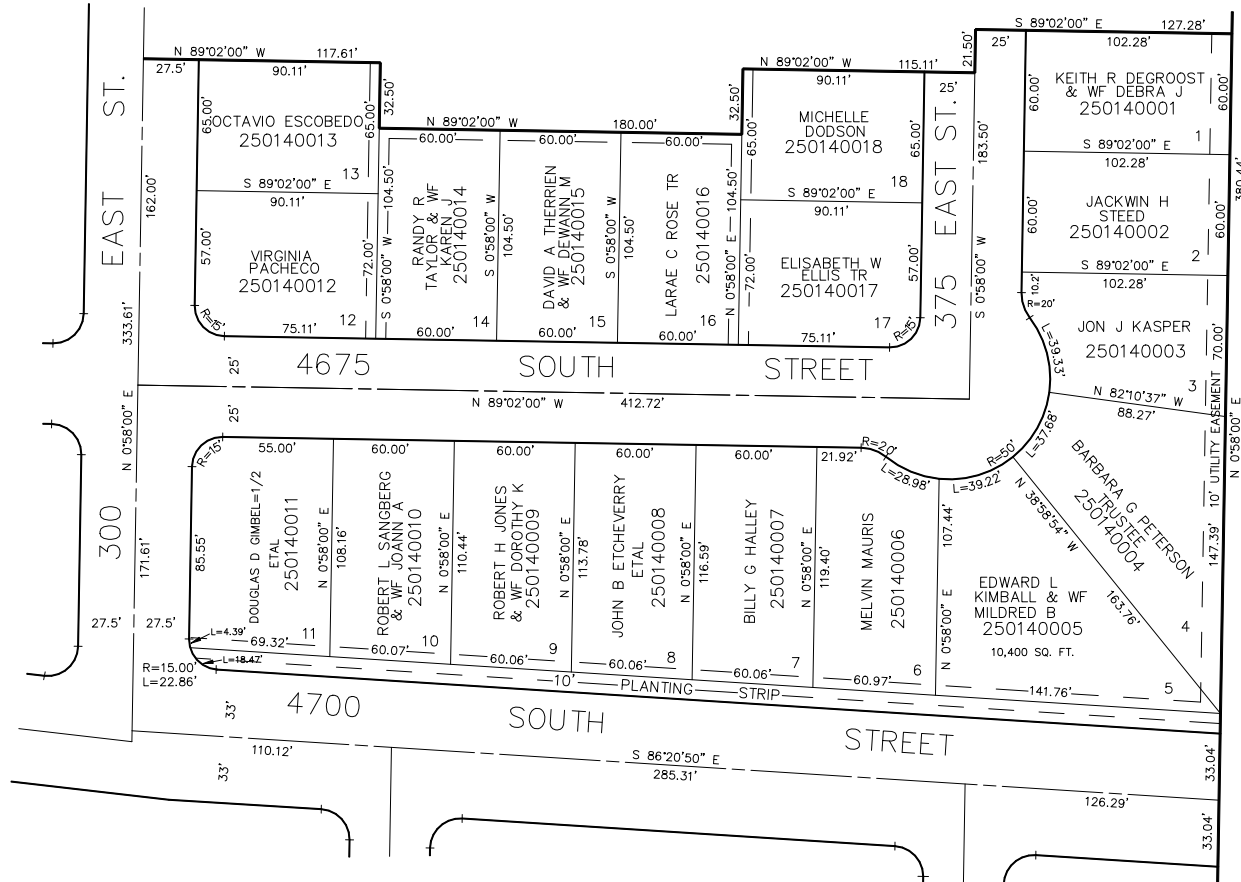 S 89°02'00" E 127.28'
N 89°02'00" W 117.61'
27.5'
90.11'
65.00'
OCTAVIO ESCOBEDO
250140013
65.00'
13
32.50'
S 89°02'00" E
90.11'
57.00'
VIRGINIA
PACHECO
250140012
72.00'
12
R=15'
75.11'
EAST ST.
300
162.00'
333.61'
N 0°58'00" E
171.61'
N 89°02'00" W 180.00'
60.00'
60.00'
60.00'
S 0°58'00" W
104.50'
RANDY R
TAYLOR & WF
KAREN J
250140014
14
60.00'
S 0°58'00" W
104.50'
DAVID A THERRIEN
& WF DEWANN M
250140015
15
60.00'
S 0°58'00" W
104.50'
LARAE C ROSE TR
250140016
16
60.00'
N 0°58'00" E
104.50'
32.50'
N 89°02'00" W 115.11'
90.11'
25'
65.00'
MICHELLE
DODSON
250140018
65.00'
18
S 89°02'00" E
90.11'
72.00'
ELISABETH W
ELLIS TR
250140017
57.00'
17
R=15'
75.11'
375 EAST ST.
21.50'
183.50'
S 0°58'00" W
25'
102.28'
60.00'
KEITH R DEGROOST
& WF DEBRA J
250140001
60.00'
1
S 89°02'00" E
102.28'
60.00'
JACKWIN H
STEED
250140002
60.00'
2
S 89°02'00" E
102.28'
10.2'
R=20'
L=39.33'
JON J KASPER
250140003
3
70.00'
N 82°10'37" W
88.27'
10' UTILITY EASEMENT
380.44'
N 0°58'00" E
L=37.68'
R=50'
BARBARA G PETERSON
TRUSTEE
250140004
4
147.39'
N 38°58'54" W
163.76'
25'
4675 SOUTH STREET
25'
N 89°02'00" W 412.72'
R=15'
55.00'
60.00'
60.00'
60.00'
60.00'
21.92'
R=20'
L=28.98'
L=39.22'
85.55'
DOUGLAS D GIMBEL=1/2
ETAL
250140011
11
69.32'
N 0°58'00" E
108.16'
ROBERT L SANGBERG
& WF JOANN A
250140010
10
60.07'
N 0°58'00" E
110.44'
ROBERT H JONES
& WF DOROTHY K
250140009
9
60.06'
N 0°58'00" E
113.78'
JOHN B ETCHEVERRY
ETAL
250140008
8
60.06'
N 0°58'00" E
116.59'
BILLY G HALLEY
250140007
7
60.06'
N 0°58'00" E
119.40'
MELVIN MAURIS
250140006
6
60.97'
N 0°58'00" E
107.44'
EDWARD L
KIMBALL & WF
MILDRED B
250140005
10,400 SQ. FT.
5
141.76'
27.5'
27.5'
L=4.39'
L=18.47'
R=15.00'
L=22.86'
10' PLANTING STRIP
33'
4700 SOUTH STREET
110.12'
S 86°20'50" E
285.31'
126.29'
33'
33.04'
33.04'